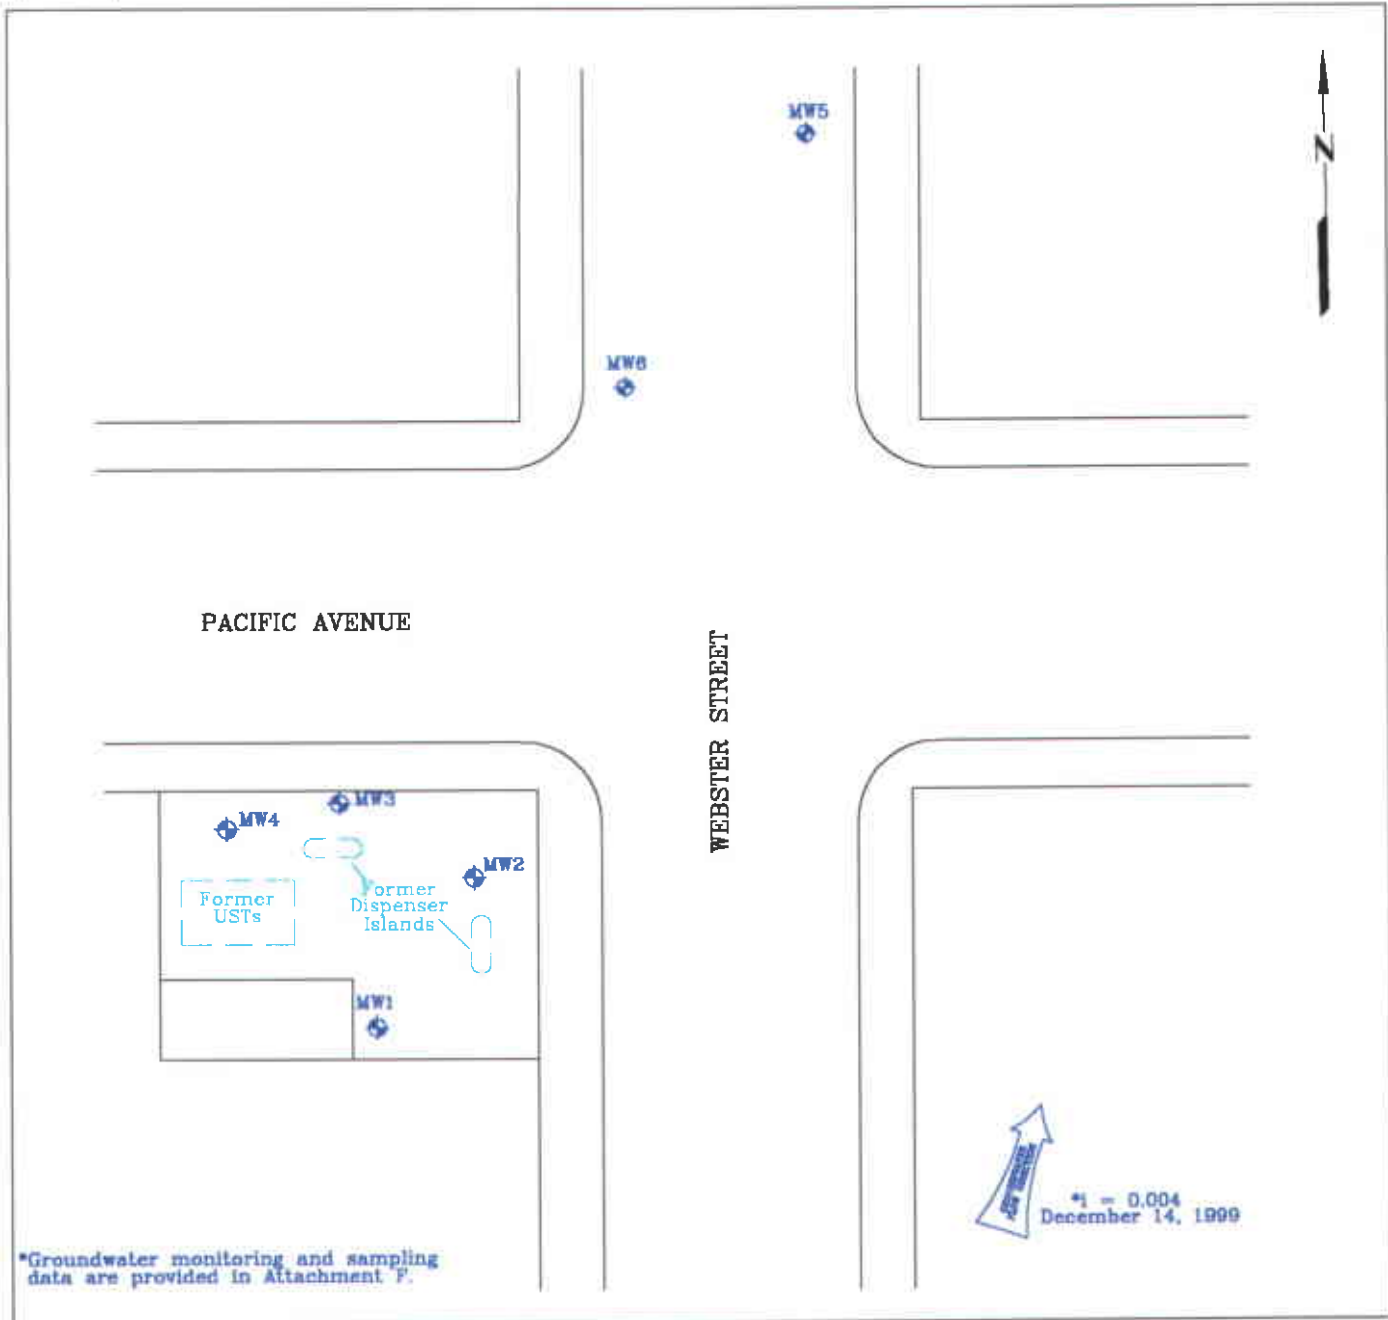 MW5
N
MW6
PACIFIC AVENUE
WEBSTER STREET
MW3
MW4
MW2
Former
USTs
Former
Dispenser
Islands
MW1
*i = 0.004
December 14, 1999
*Groundwater monitoring and sampling
data are provided in Attachment F.